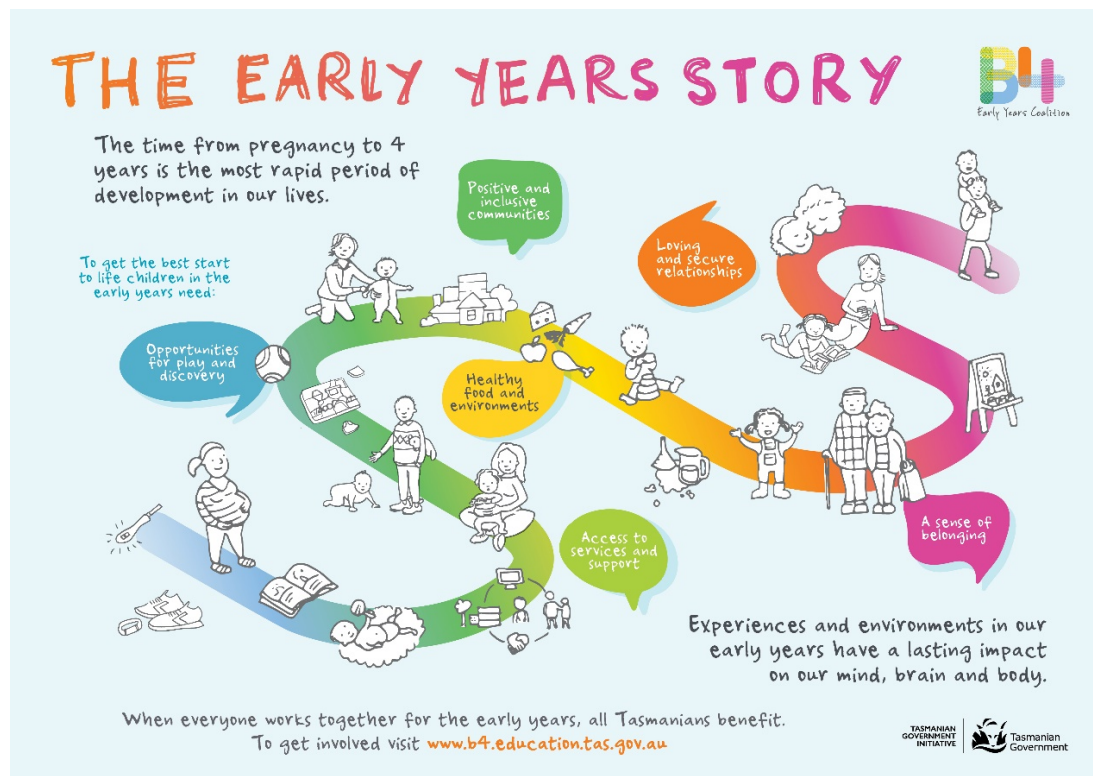 THE EARLY YEARS STORY
B4
Early Years Coalition
The time from pregnancy to 4
years is the most rapid period of
development in our lives.
To get the best start
to life children in the
early years need:
Opportunities
for play and
discovery
Positive and
inclusive
communities
Healthy
food and
environments
Loving
and secure
relationships
Access to
services and
support
A sense of
belonging
Experiences and environments in our
early years have a lasting impact
on our mind, brain and body.
When everyone works together for the early years, all Tasmanians benefit.
To get involved visit www.b4.education.tas.gov.au
TASMANIAN
GOVERNMENT
INITIATIVE
Tasmanian
Government